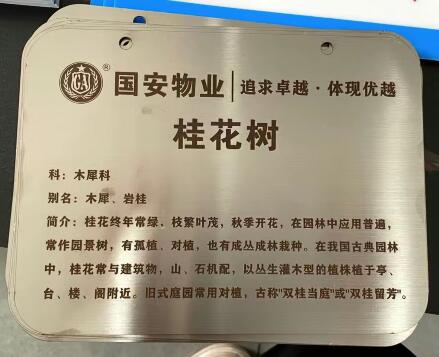 GA ® 国安物业 | 追求卓越·体现优越
桂花树
科：木犀科
别名：木犀、岩桂
简介：桂花终年常绿，枝繁叶茂，秋季开花，在园林中应用普遍，
常作园景树，有孤植、对植，也有成丛成林栽种。在我国古典园林
中，桂花常与建筑物，山、石机配，以丛生灌木型的植株植于亭、
台、楼、阁附近。旧式庭园常用对植，古称"双桂当庭"或"双桂留芳"。